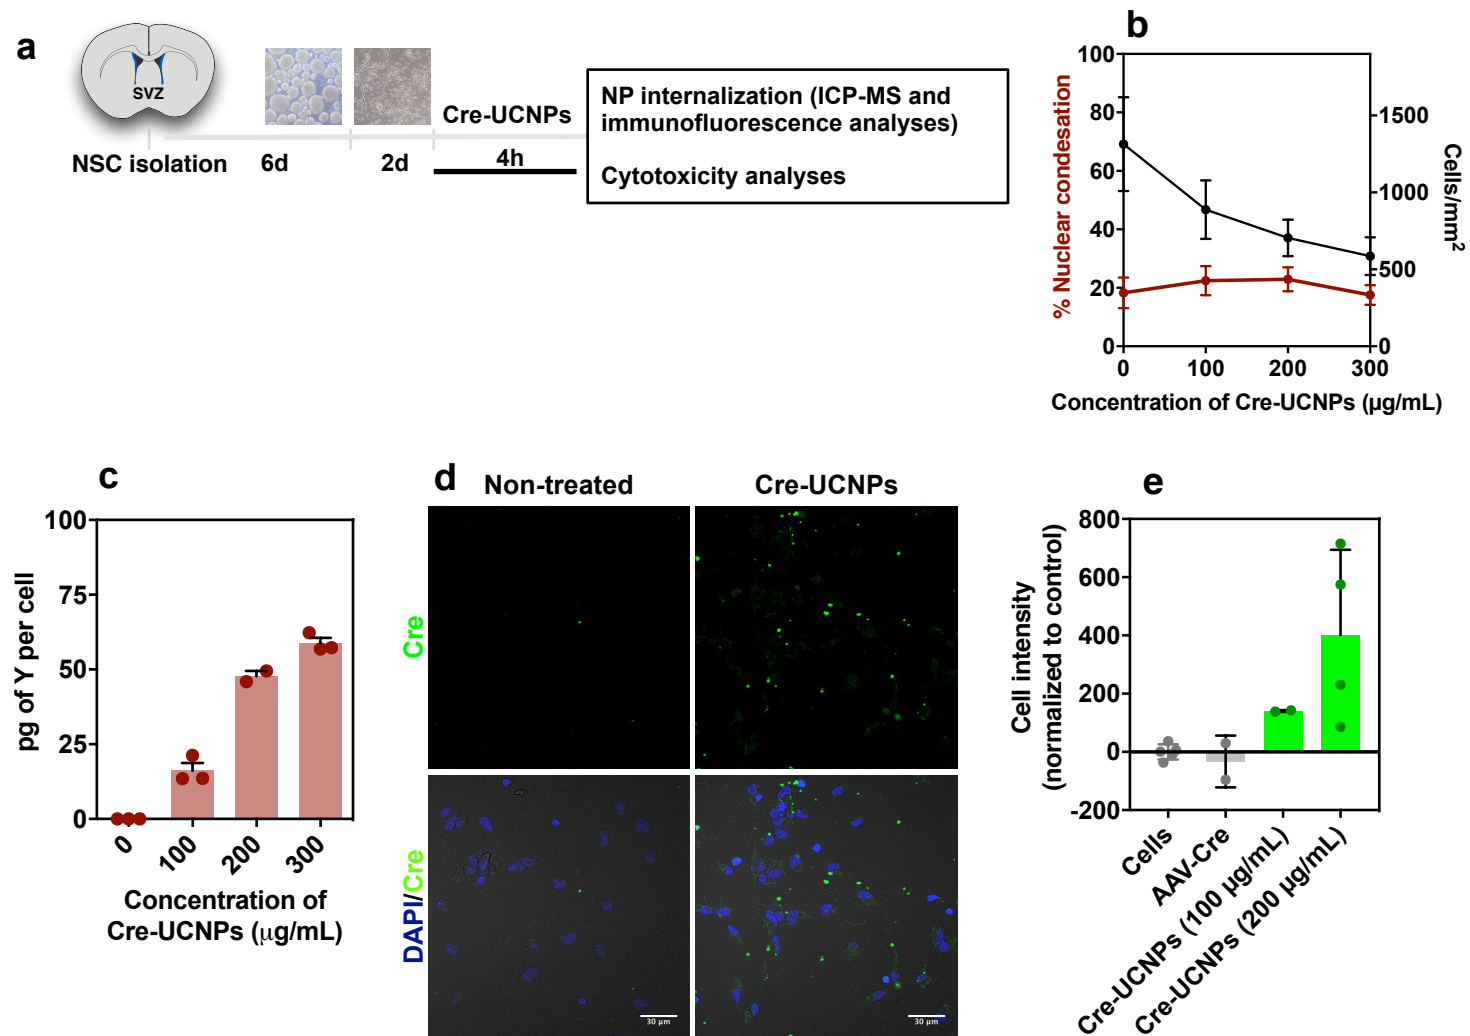 a
SVZ
NSC isolation
6d
2d
Cre-UCNPs
4h
NP internalization (ICP-MS and
immunofluorescence analyses)
Cytotoxicity analyses
b
100
80
60
40
20
0
% Nuclear condesation
1500
1000
500
0
Cells/mm²
0
100
200
300
Concentration of Cre-UCNPs (µg/mL)
c
100
75
50
25
0
pg of Y per cell
0
100
200
300
Concentration of
Cre-UCNPs (µg/mL)
d
Non-treated
Cre-UCNPs
Cre
DAPI/Cre
30 µm
30 µm
e
800
600
400
200
0
-200
Cell intensity
(normalized to control)
Cells
AAV-Cre
Cre-UCNPs (100 µg/mL)
Cre-UCNPs (200 µg/mL)